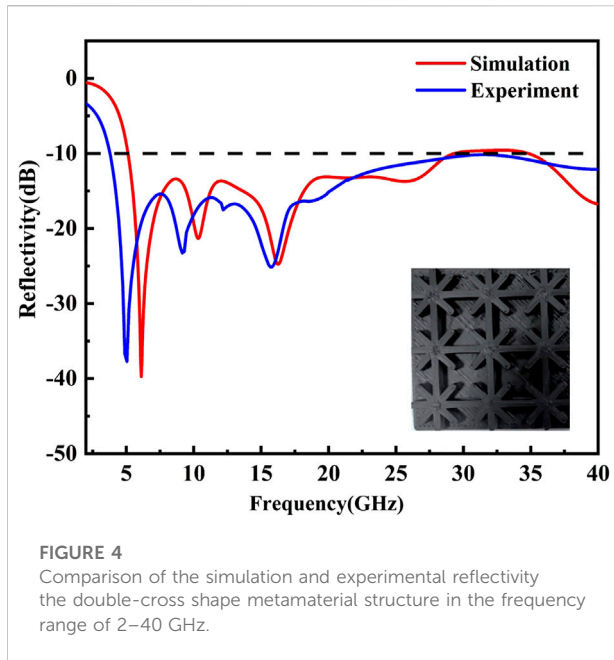 0
-10
-20
-30
-40
-50
Reflectivity(dB)
Simulation
Experiment
5 10 15 20 25 30 35 40
Frequency(GHz)
FIGURE 4
Comparison of the simulation and experimental reflectivity
the double-cross shape metamaterial structure in the frequency
range of 2–40 GHz.